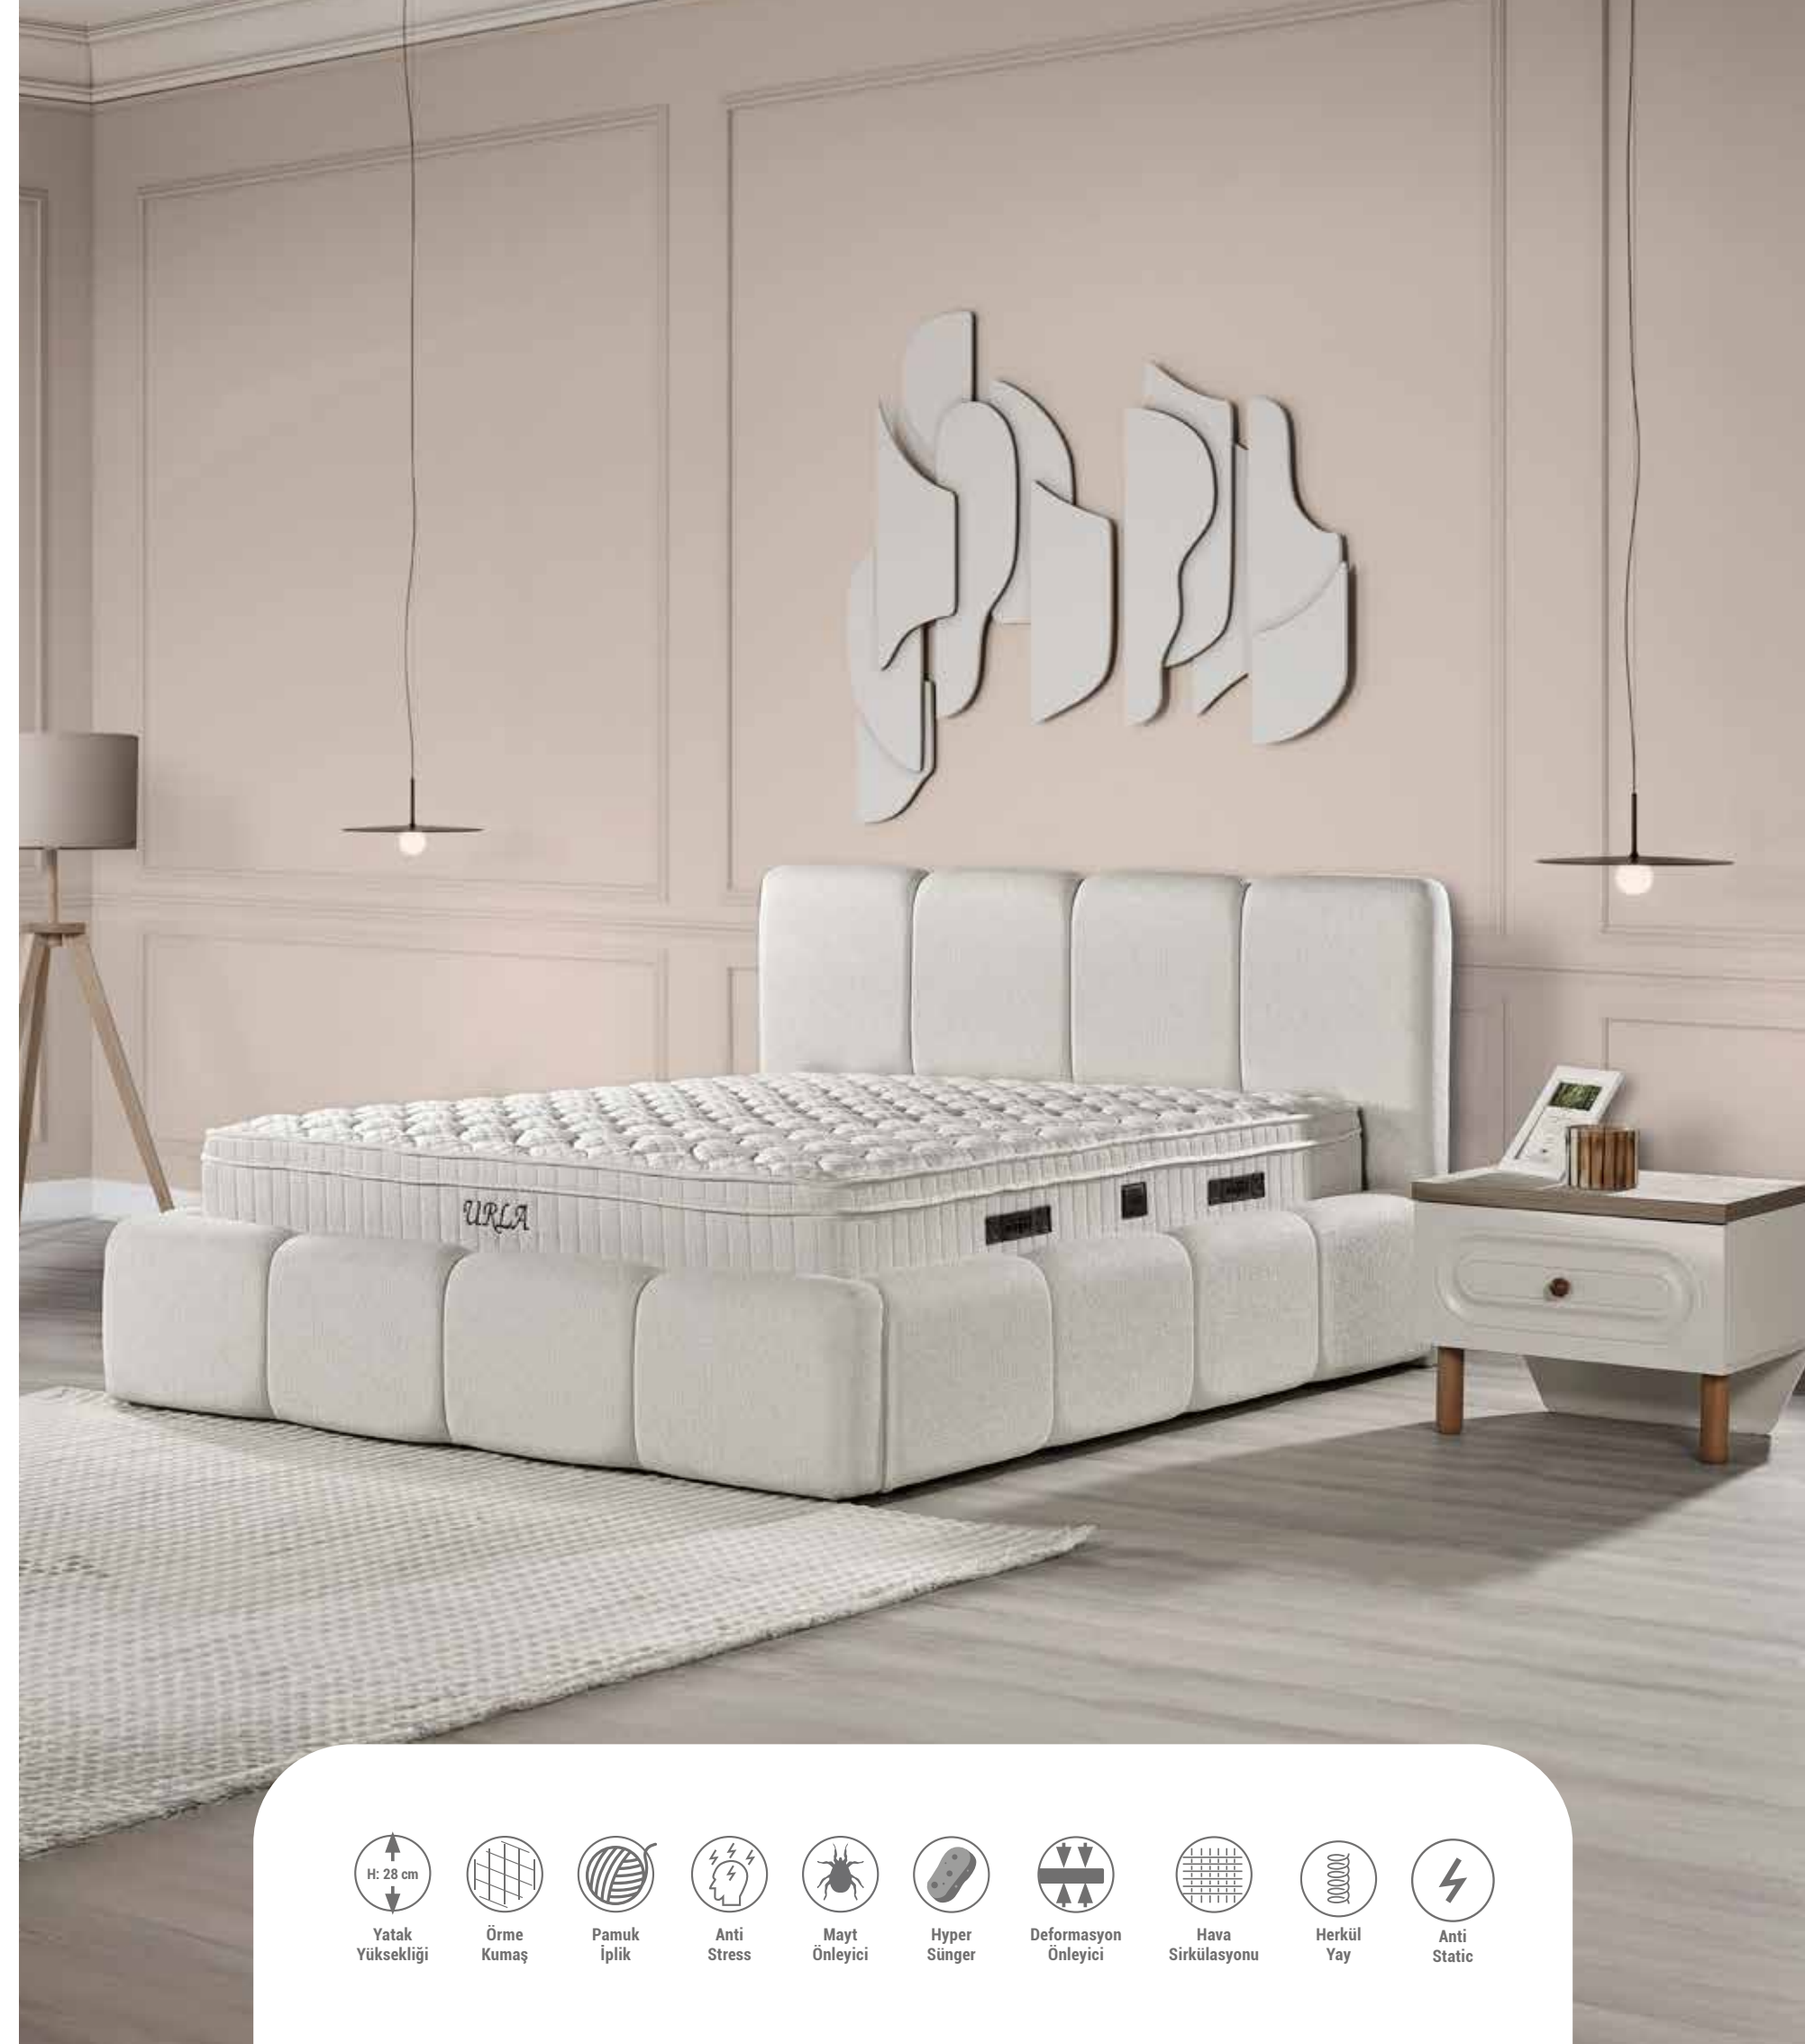 URLA
H: 28 cm
Yatak
Yüksekliği
Örme
Kumaş
Pamuk
İplik
Anti
Stress
Mayt
Önleyici
Hyper
Sünger
Deformasyon
Önleyici
Hava
Sirkülasyonu
Herkül
Yay
Anti
Static